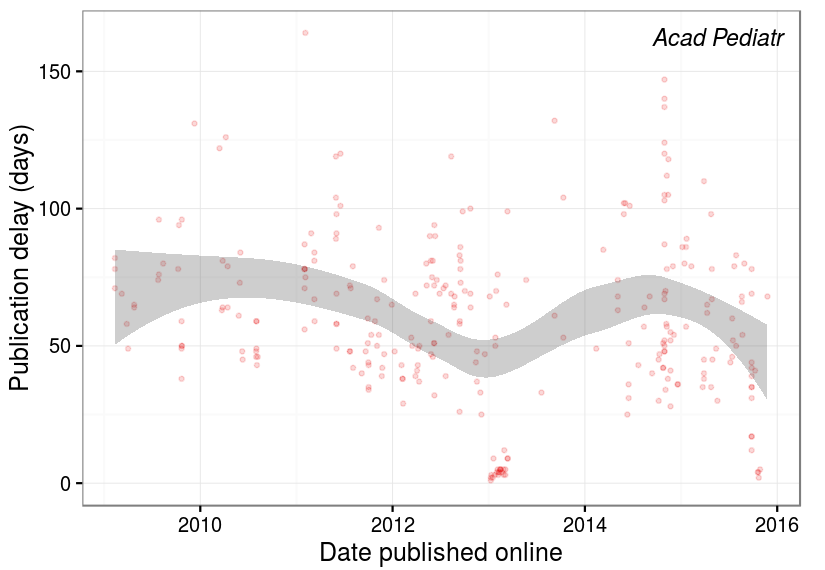 Acad Pediatr
Publication delay (days)
150
100
50
0
2010
2012
2014
2016
Date published online